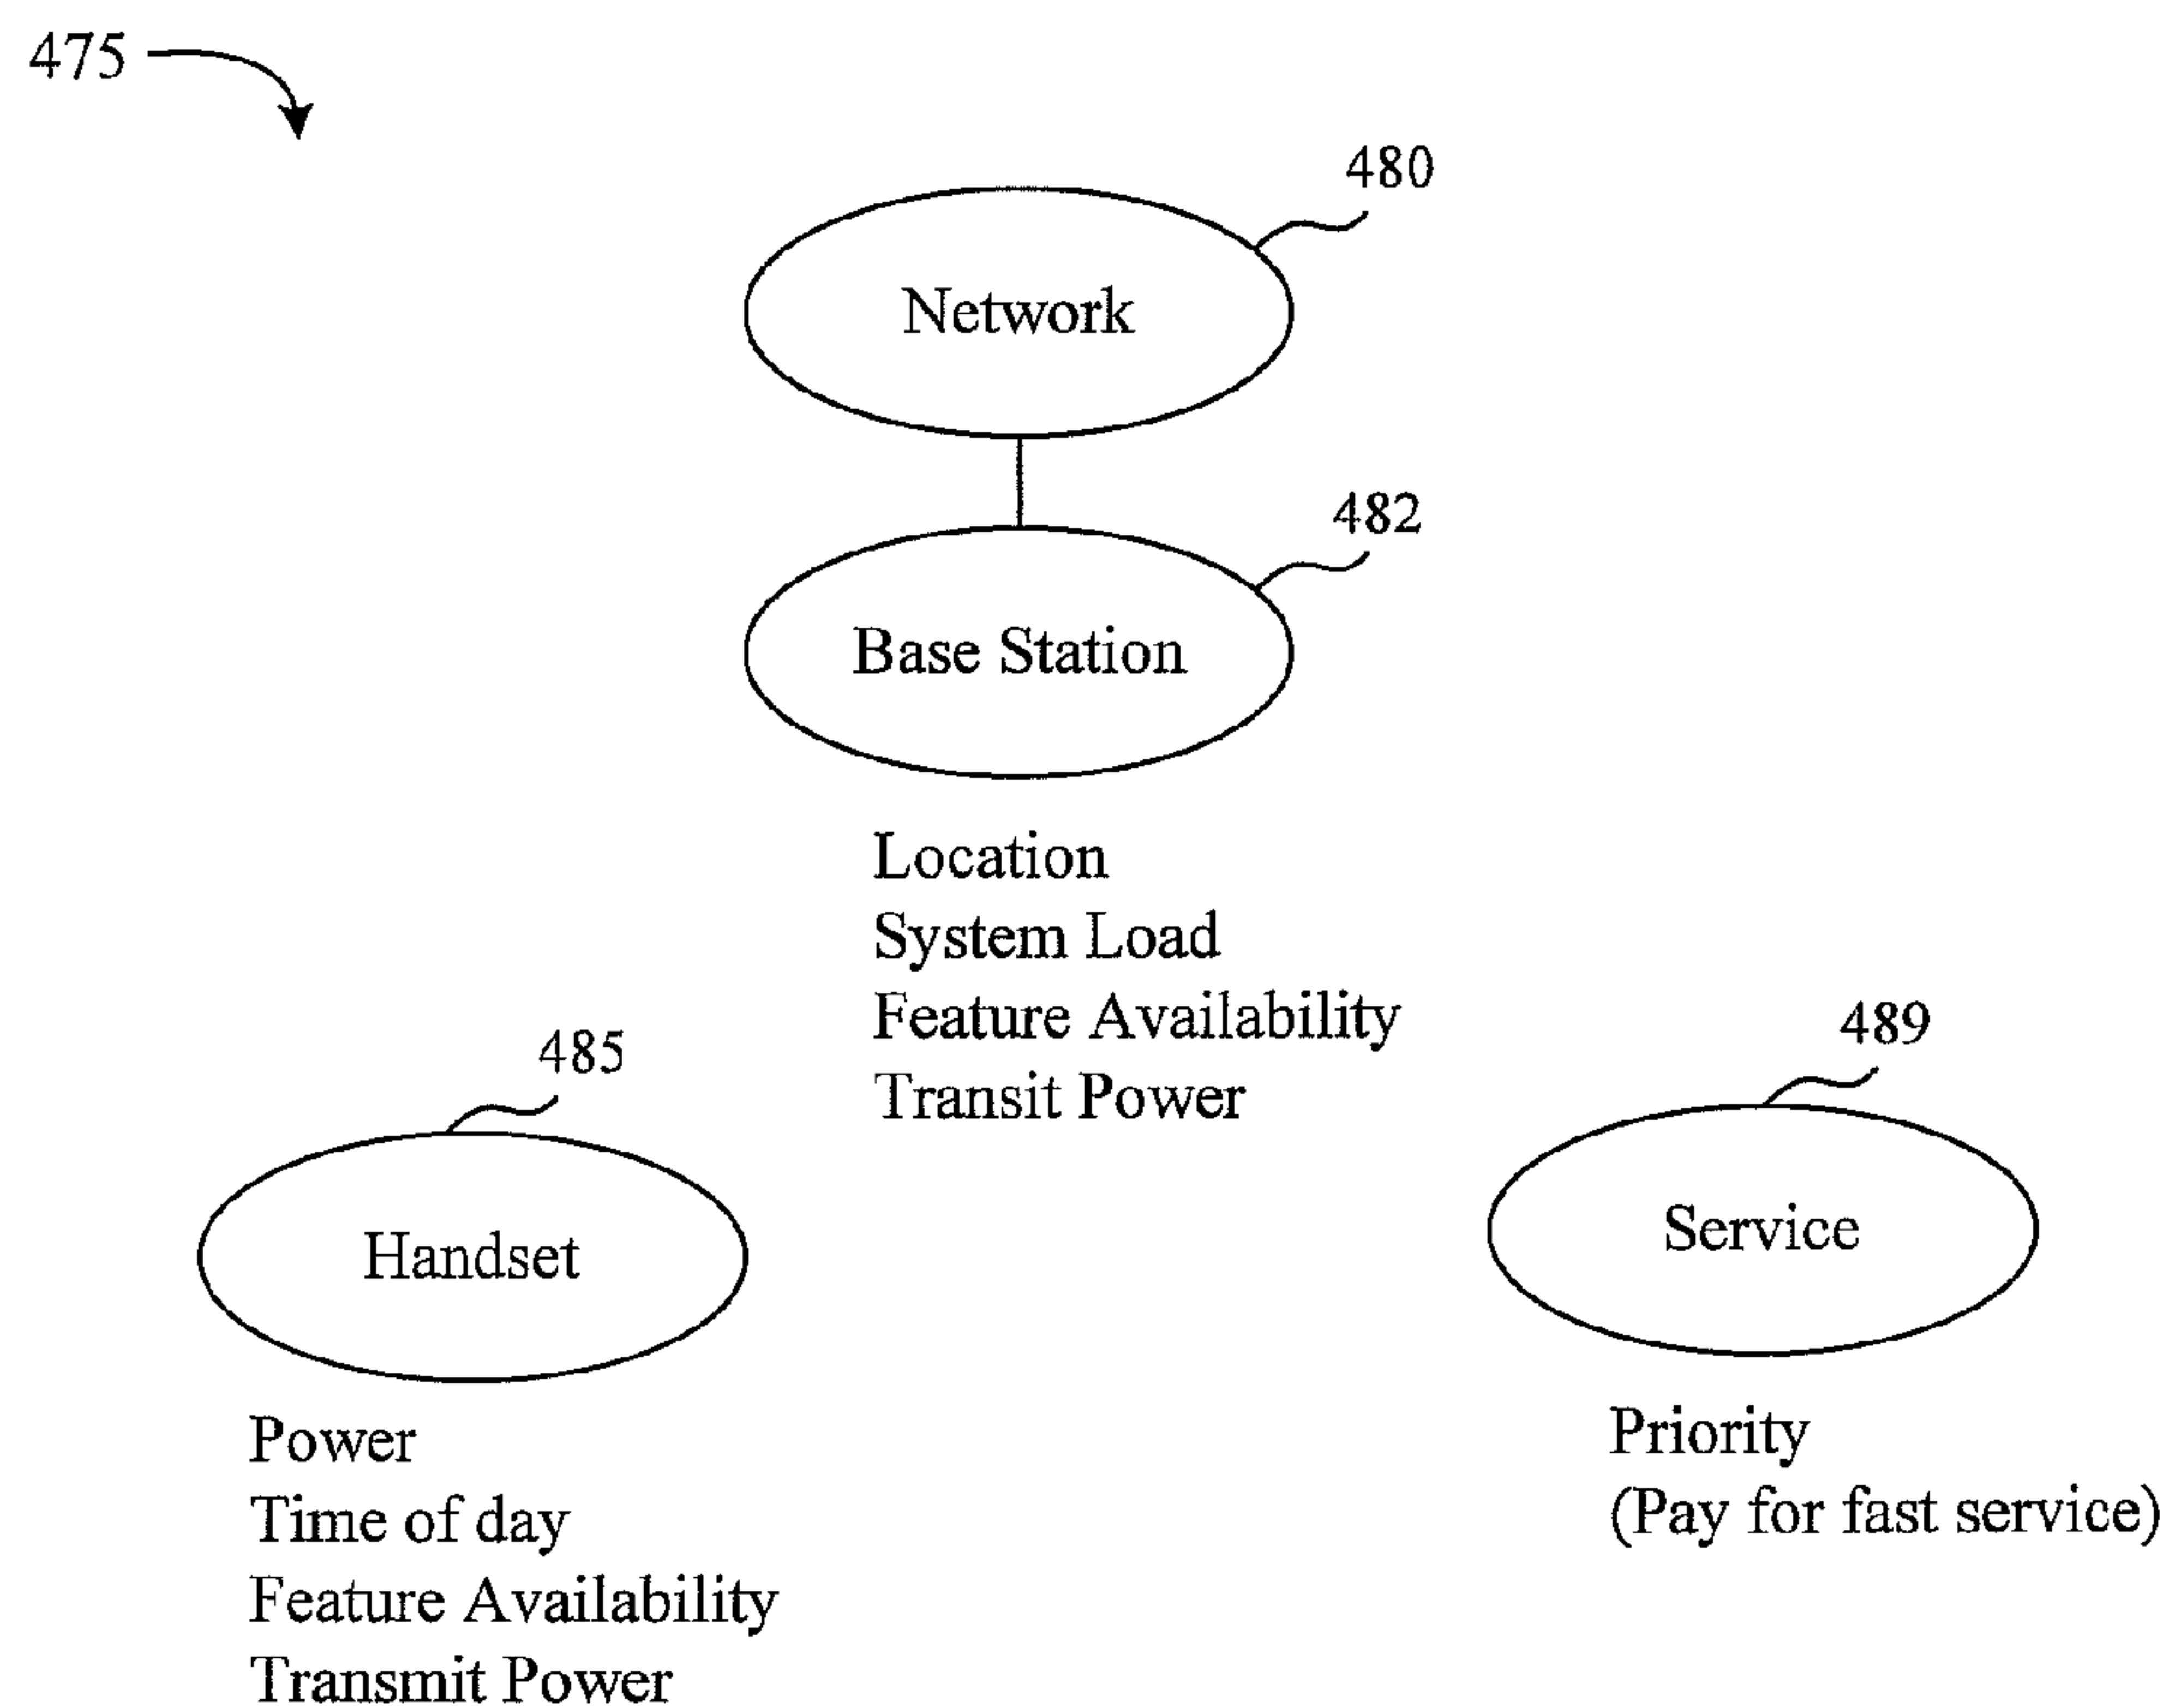 475
480
Network
482
Base Station
Location
System Load
Feature Availability
Transit Power
485
Handset
Power
Time of day
Feature Availability
Transmit Power
489
Service
Priority
(Pay for fast service)